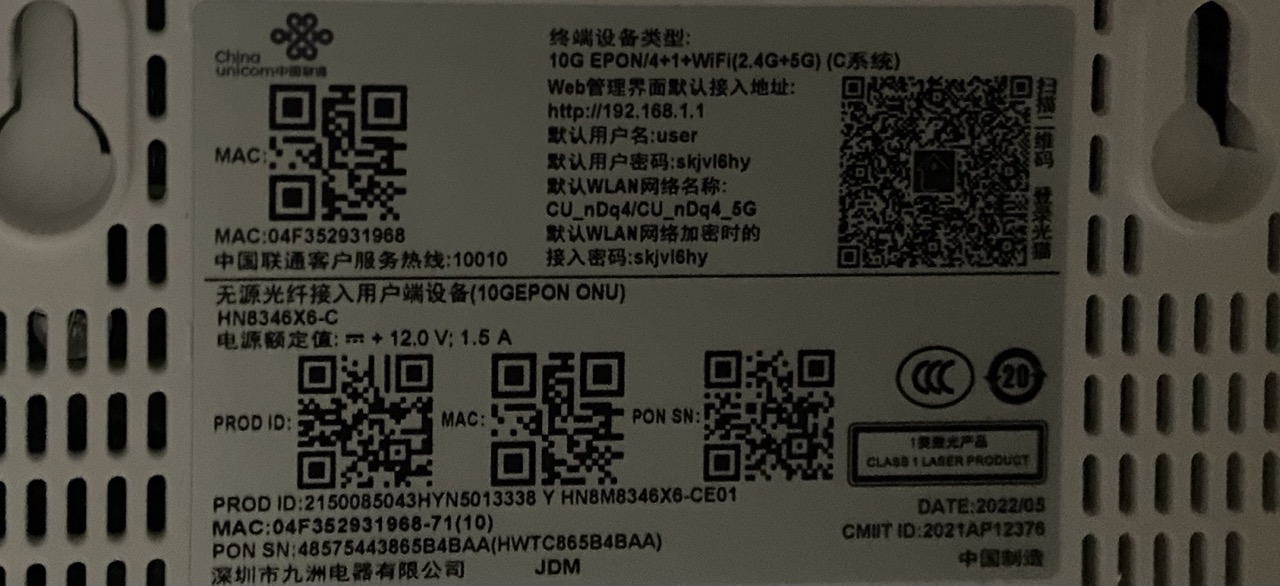 China
unicom中国联通
MAC:
MAC:04F352931968
中国联通客户服务热线:10010
终端设备类型:
10G EPON/4+1+WiFi(2.4G+5G) (C系统)
Web管理界面默认接入地址:
http://192.168.1.1
默认用户名:user
默认用户密码:skjvl6hy
默认WLAN网络名称:
CU_nDq4/CU_nDq4_5G
默认WLAN网络加密时的
接入密码:skjvl6hy
扫描二维码 登录光猫
无源光纤接入用户端设备(10GEPON ONU)
HN8346X6-C
电源额定值: ⎓ + 12.0 V; 1.5 A
PROD ID:
MAC:
PON SN:
CCC
20
1类激光产品
CLASS 1 LASER PRODUCT
PROD ID:2150085043HYN5013338 Y HN8M8346X6-CE01
MAC:04F352931968-71(10)
PON SN:48575443865B4BAA(HWTC865B4BAA)
深圳市九洲电器有限公司 JDM
DATE:2022/05
CMIIT ID:2021AP12376
中国制造